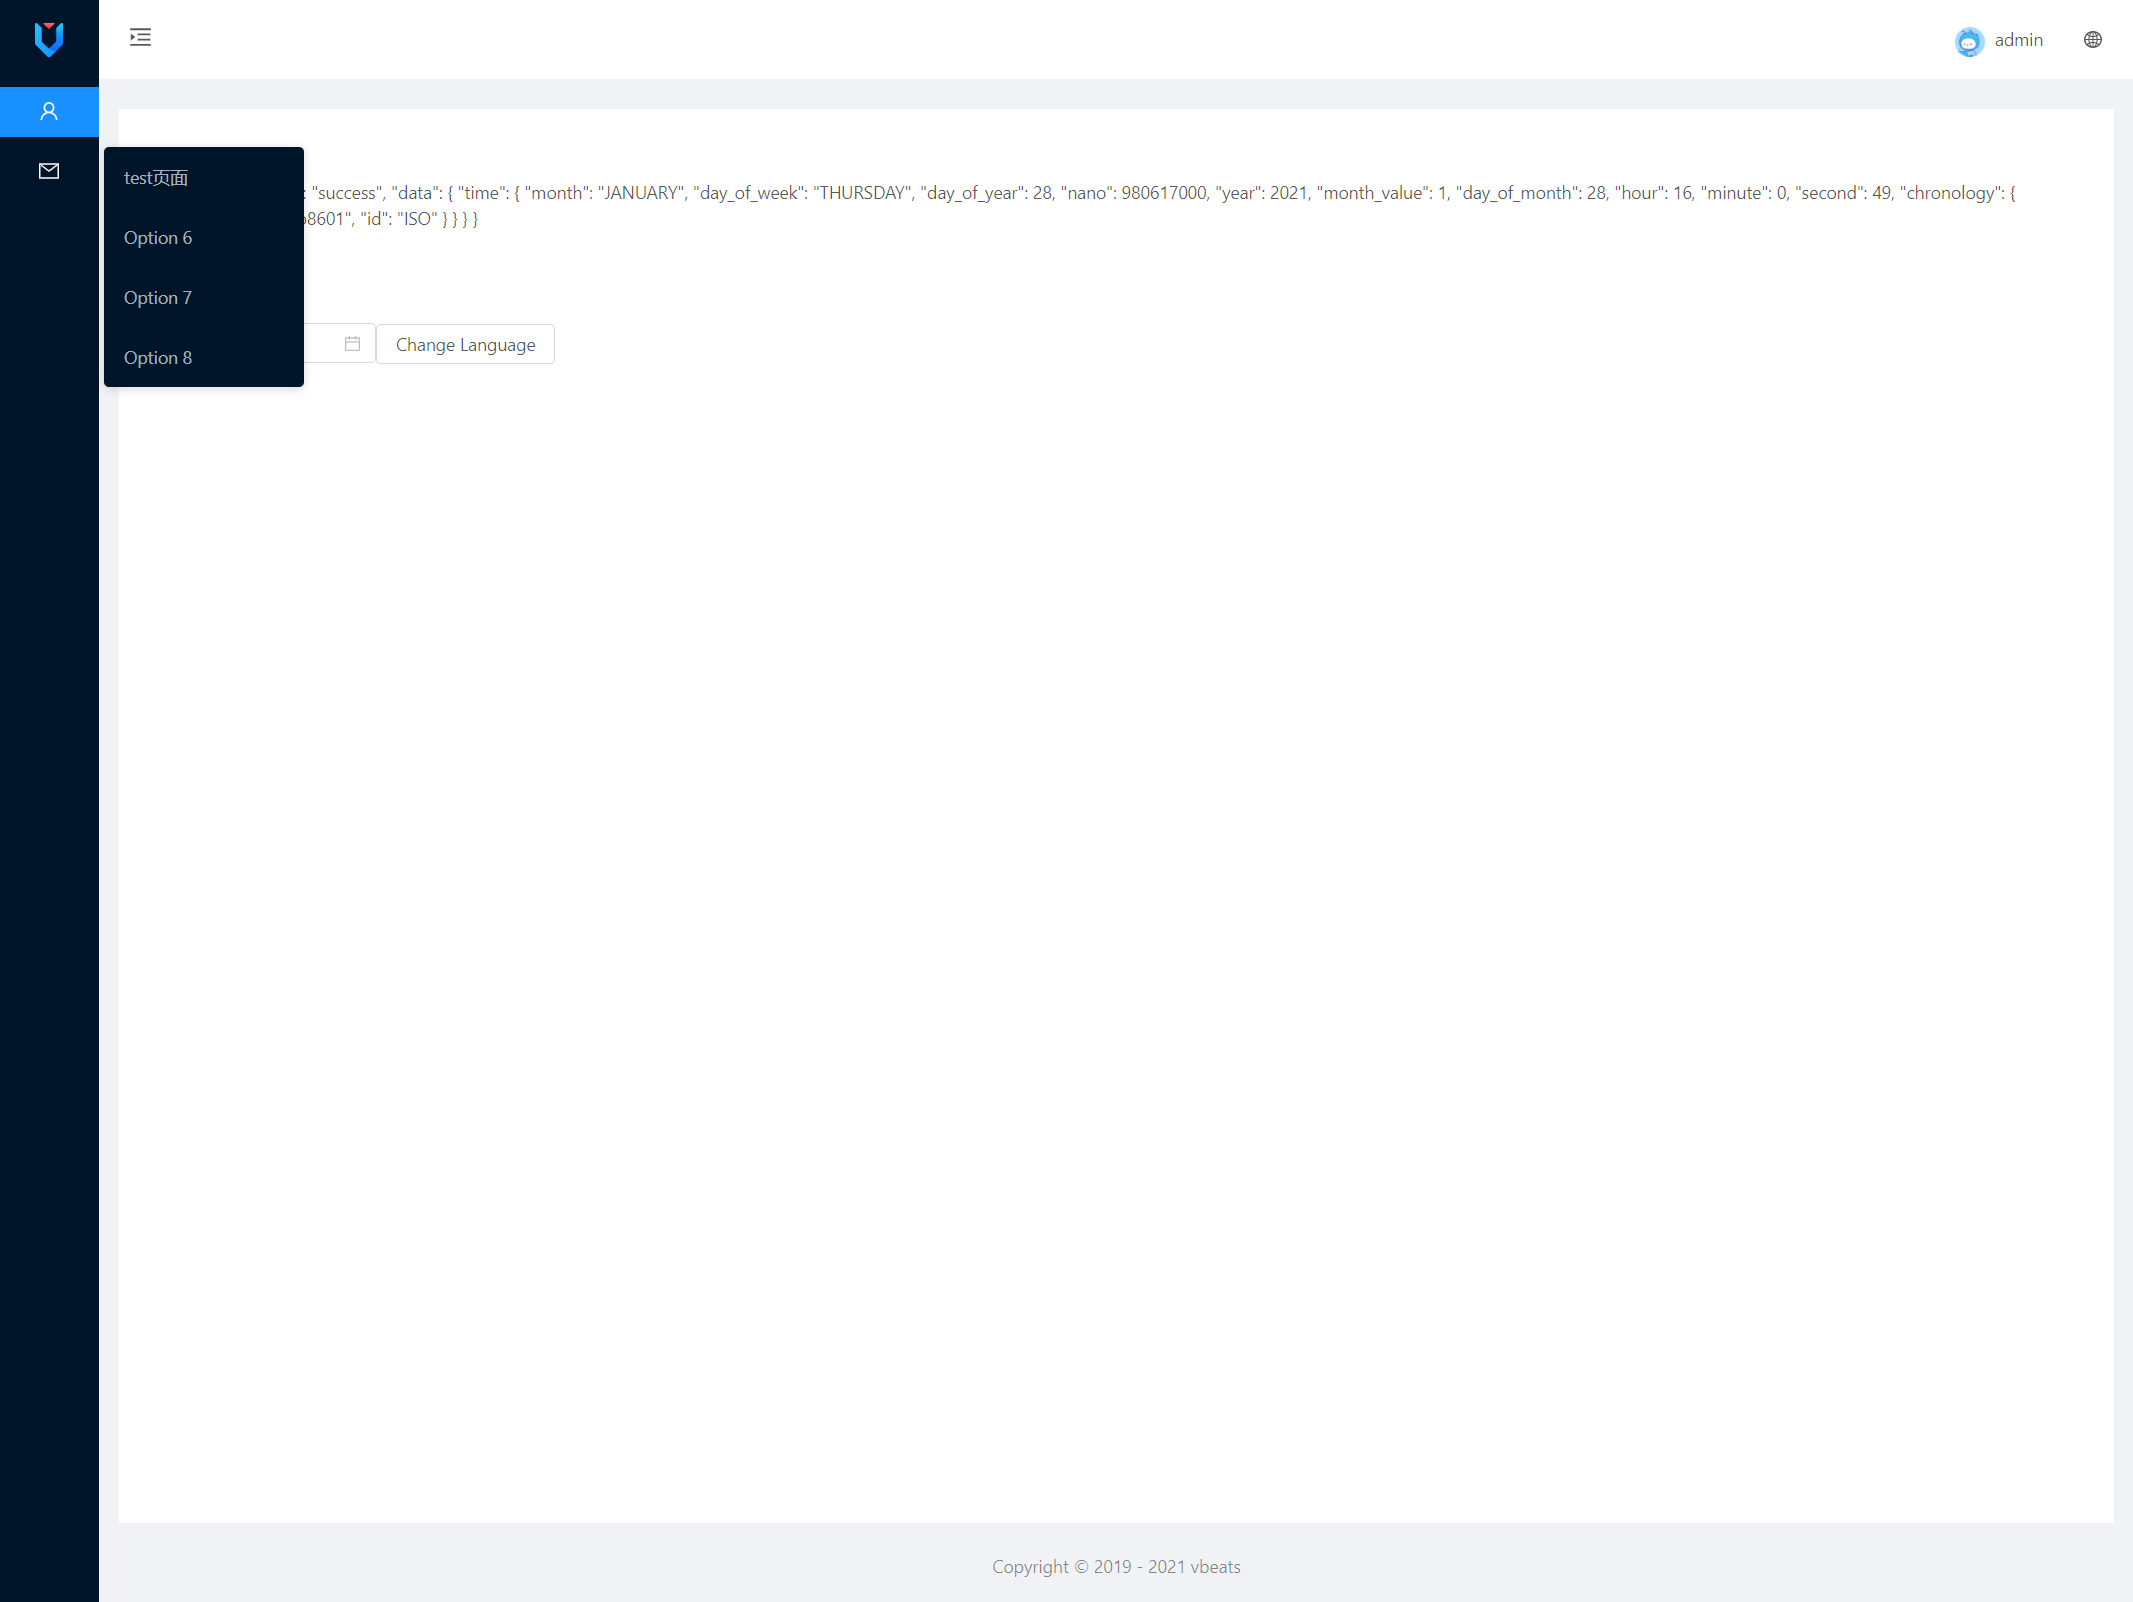 admin
test页面
: "success", "data": { "time": { "month": "JANUARY", "day_of_week": "THURSDAY", "day_of_year": 28, "nano": 980617000, "year": 2021, "month_value": 1, "day_of_month": 28, "hour": 16, "minute": 0, "second": 49, "chronology": {
8601", "id": "ISO" } } } }
Option 6
Option 7
Change Language
Option 8
Copyright © 2019 - 2021 vbeats